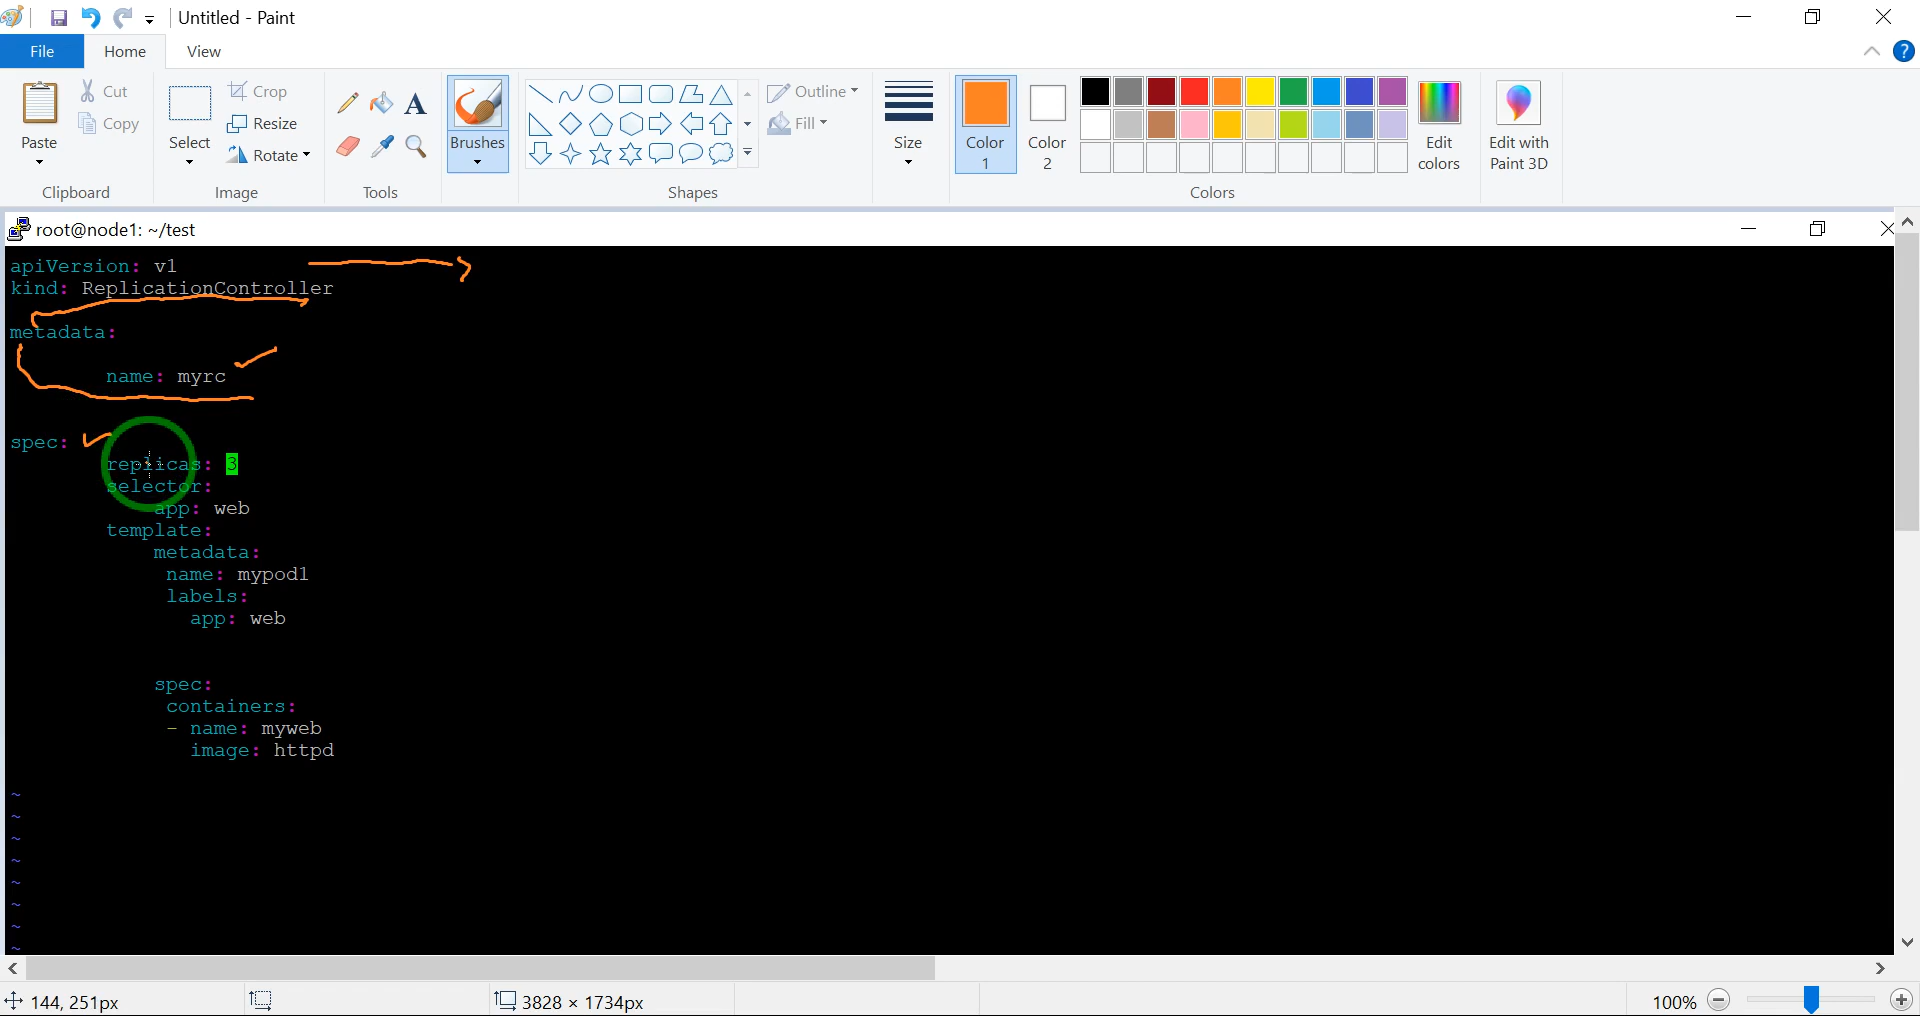 Untitled - Paint
File Home View
Paste
Cut
Copy
Clipboard
Select
Crop
Resize
Rotate
Image
A
Tools
Brushes
Shapes
Outline
Fill
Size
Color 1
Color 2
Colors
Edit colors
Edit with Paint 3D
?
root@node1: ~/test
apiVersion: v1
kind: ReplicationController
metadata:
name: myrc
spec:
replicas: 3
selector:
app: web
template:
metadata:
name: mypod1
labels:
app: web
spec:
containers:
- name: myweb
image: httpd
~
~
~
~
~
~
~
~
144, 251px
3828 × 1734px
100%